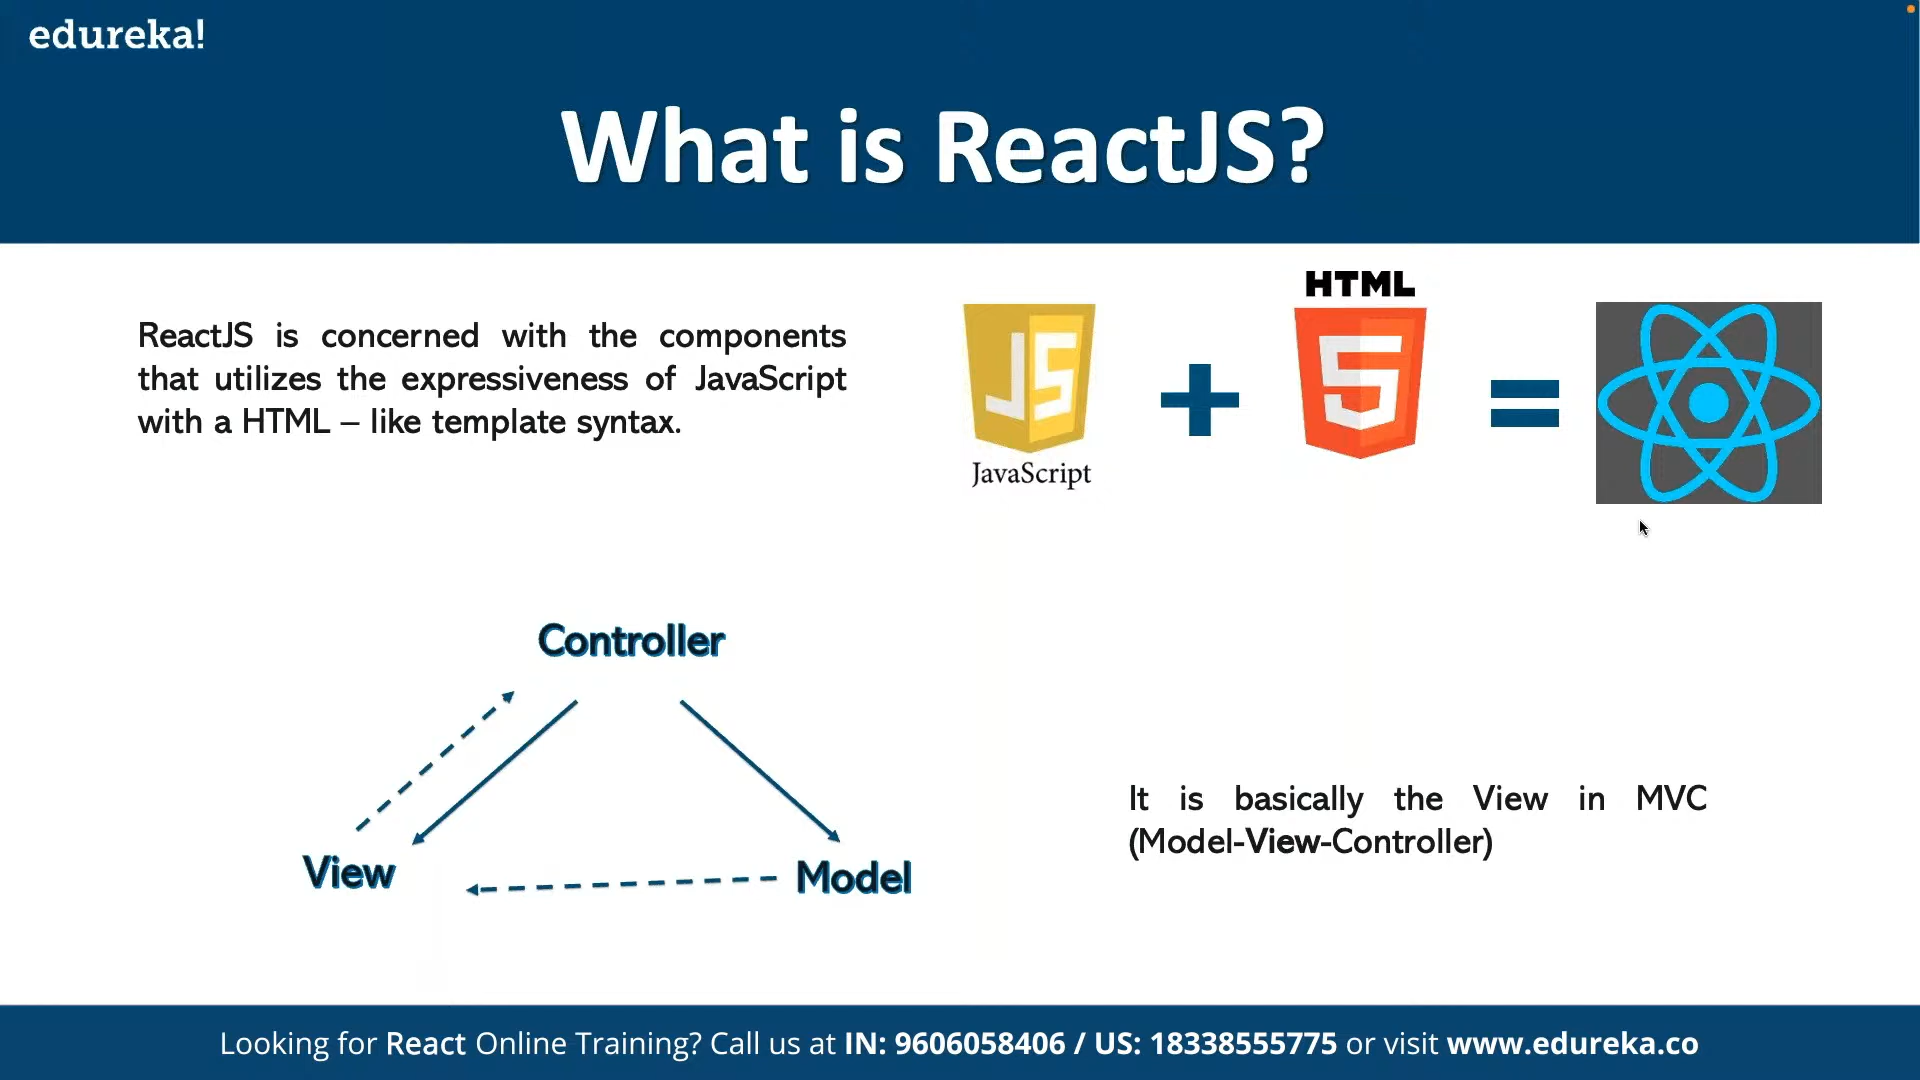 edureka!
What is ReactJS?
ReactJS is concerned with the components
that utilizes the expressiveness of JavaScript
with a HTML – like template syntax.
JS
JavaScript
HTML
5
Controller
View
Model
It is basically the View in MVC
(Model-View-Controller)
Looking for React Online Training? Call us at IN: 9606058406 / US: 18338555775 or visit www.edureka.co